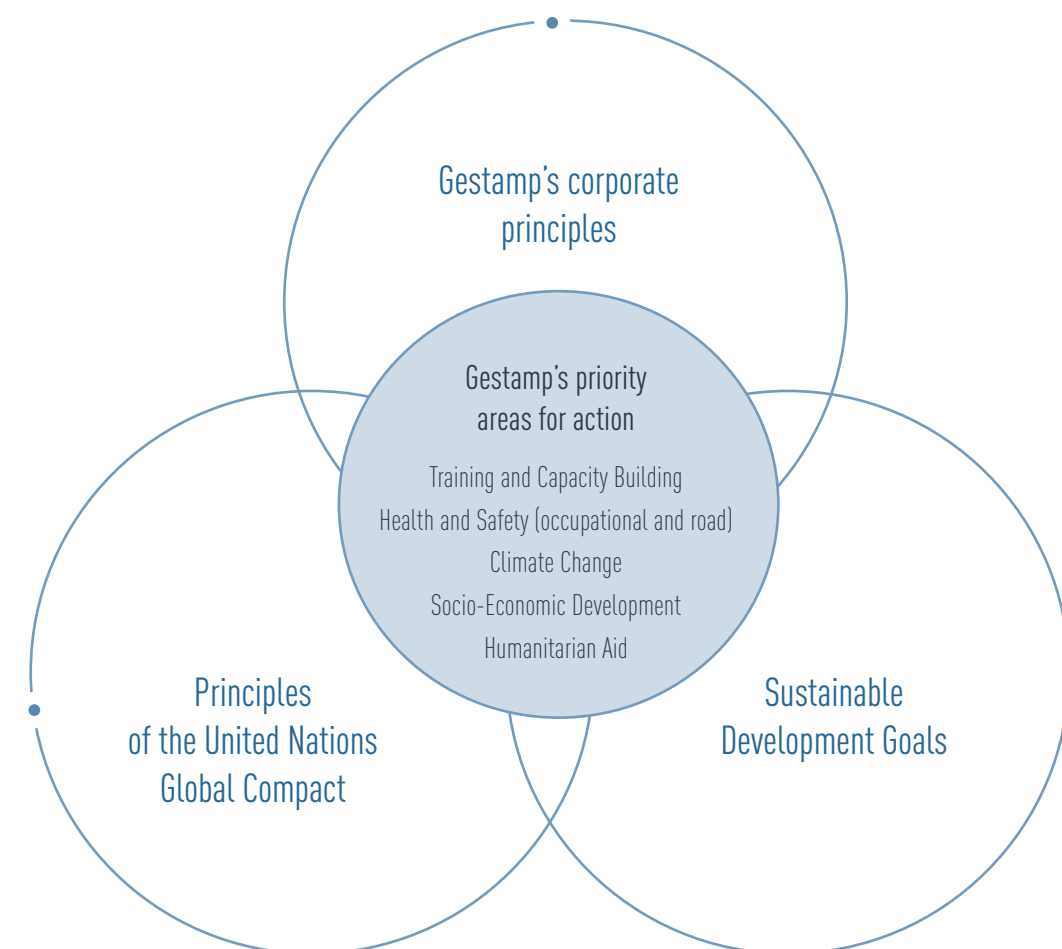 Gestamp's corporate
principles
Gestamp's priority
areas for action
Training and Capacity Building
Health and Safety (occupational and road)
Climate Change
Socio-Economic Development
Humanitarian Aid
Principles
of the United Nations
Global Compact
Sustainable
Development Goals